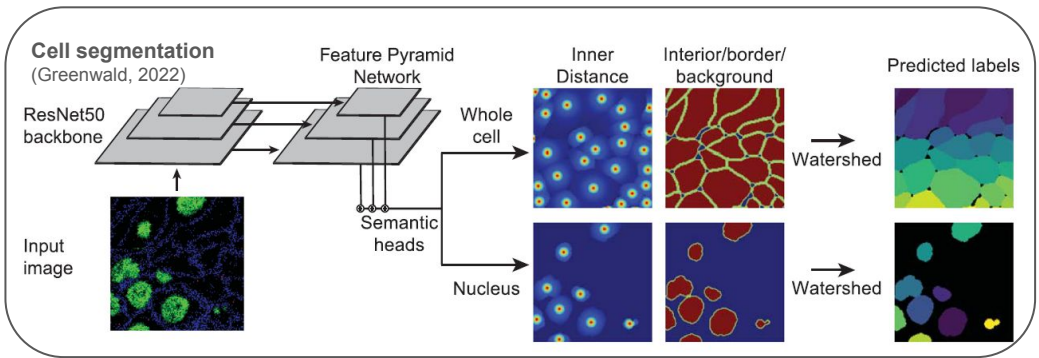 Cell segmentation
(Greenwald, 2022)
ResNet50
backbone
Input
image
Feature Pyramid
Network
Semantic
heads
Whole
cell
Nucleus
Inner
Distance
Interior/border/
background
Watershed
Watershed
Predicted labels